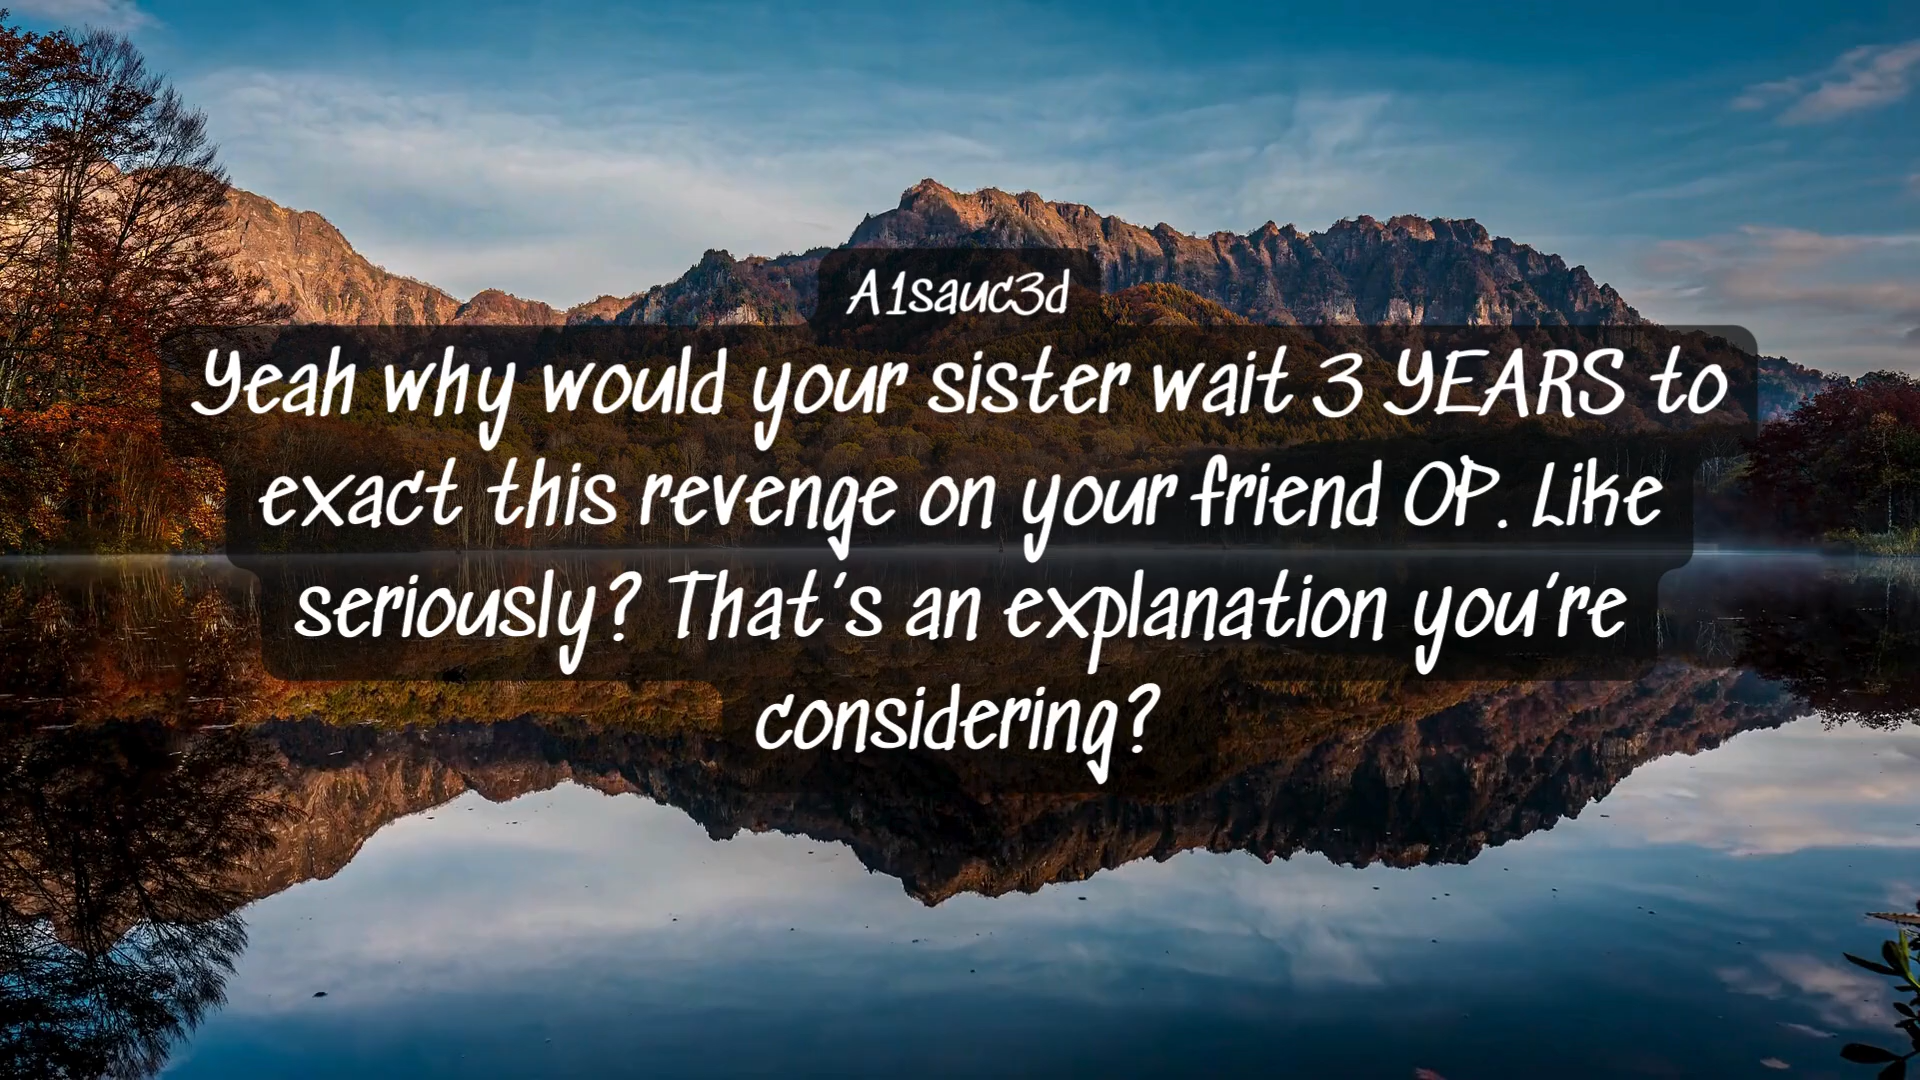 A1sauc3d
Yeah why would your sister wait 3 YEARS to
exact this revenge on your friend OP. Like
seriously? That's an explanation you're
considering?